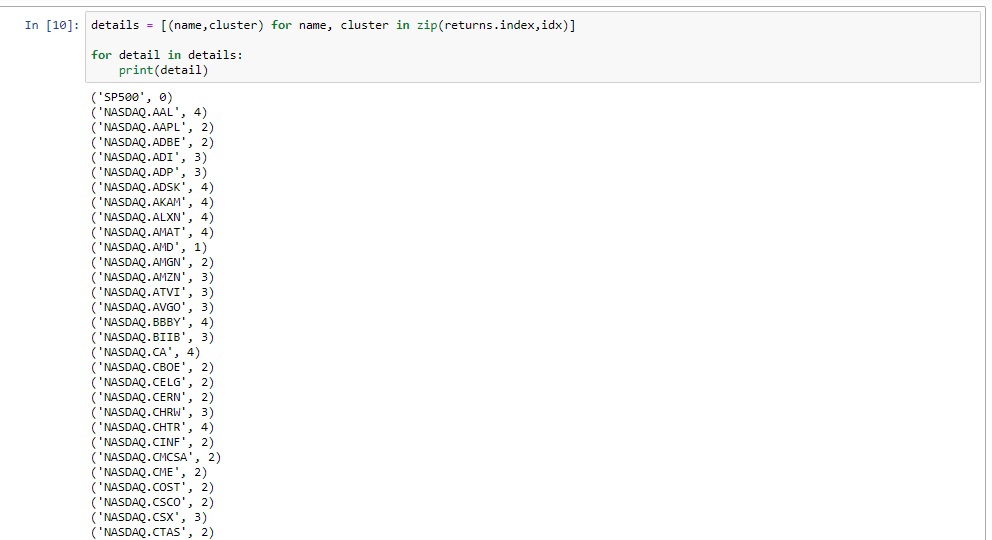 In [10]: details = [(name,cluster) for name, cluster in zip(returns.index,idx)]
for detail in details:
    print(detail)
('SP500', 0)
('NASDAQ.AAL', 4)
('NASDAQ.AAPL', 2)
('NASDAQ.ADBE', 2)
('NASDAQ.ADI', 3)
('NASDAQ.ADP', 3)
('NASDAQ.ADSK', 4)
('NASDAQ.AKAM', 4)
('NASDAQ.ALXN', 4)
('NASDAQ.AMAT', 4)
('NASDAQ.AMD', 1)
('NASDAQ.AMGN', 2)
('NASDAQ.AMZN', 3)
('NASDAQ.ATVI', 3)
('NASDAQ.AVGO', 3)
('NASDAQ.BBBY', 4)
('NASDAQ.BIIB', 3)
('NASDAQ.CA', 4)
('NASDAQ.CBOE', 2)
('NASDAQ.CELG', 2)
('NASDAQ.CERN', 2)
('NASDAQ.CHRW', 3)
('NASDAQ.CHTR', 4)
('NASDAQ.CINF', 2)
('NASDAQ.CMCSA', 2)
('NASDAQ.CME', 2)
('NASDAQ.COST', 2)
('NASDAQ.CSCO', 2)
('NASDAQ.CSX', 3)
('NASDAQ.CTAS', 2)